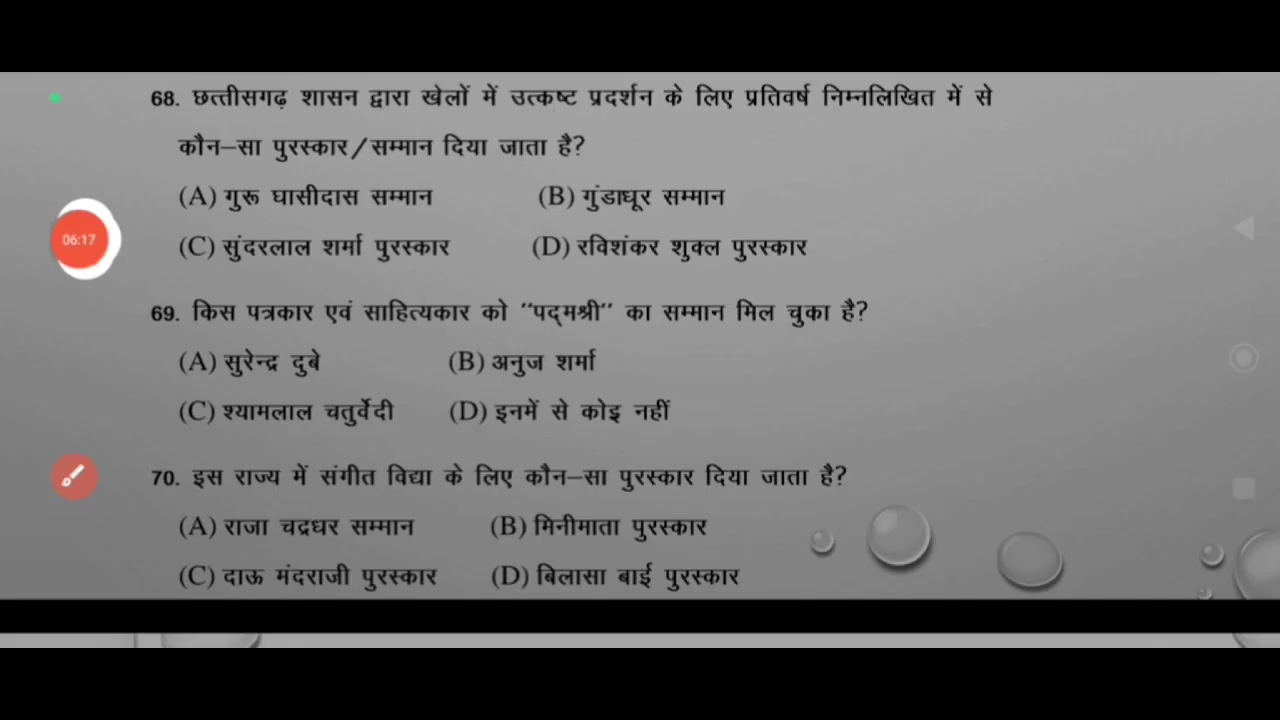 68. छत्तीसगढ़ शासन द्वारा खेलों में उत्कष्ट प्रदर्शन के लिए प्रतिवर्ष निम्नलिखित में से
कौन–सा पुरस्कार/सम्मान दिया जाता है?
(A) गुरू घासीदास सम्मान (B) गुंडाधूर सम्मान
06:17
(C) सुंदरलाल शर्मा पुरस्कार (D) रविशंकर शुक्ल पुरस्कार
69. किस पत्रकार एवं साहित्यकार को "पद्मश्री" का सम्मान मिल चुका है?
(A) सुरेन्द्र दुबे (B) अनुज शर्मा
(C) श्यामलाल चतुर्वेदी (D) इनमें से कोइ नहीं
70. इस राज्य में संगीत विद्या के लिए कौन–सा पुरस्कार दिया जाता है?
(A) राजा चद्रधर सम्मान (B) मिनीमाता पुरस्कार
(C) दाऊ मंदराजी पुरस्कार (D) बिलासा बाई पुरस्कार